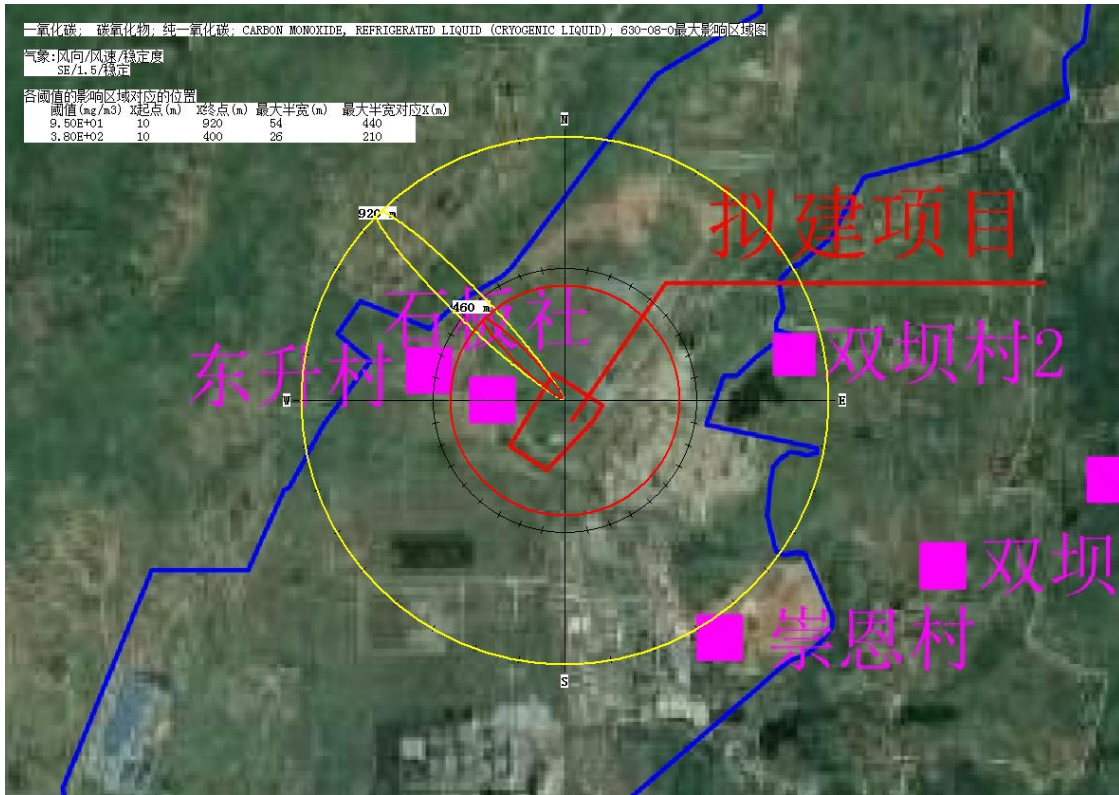 一氧化碳; 碳氧化物; 纯一氧化碳; CARBON MONOXIDE, REFRIGERATED LIQUID (CRYOGENIC LIQUID); 630-08-0最大影响区域图
气象:风向/风速/稳定度
SE/1.5/稳定
各阈值的影响区域对应的位置
阈值(mg/m3) X起点(m) X终点(m) 最大半宽(m) 最大半宽对应X(m)
9.50E+01 10 920 54 440
3.80E+02 10 400 26 210
N
920 m
拟建项目
460 m
石板社
东升村
双坝村2
W
E
双坝
崇恩村
S